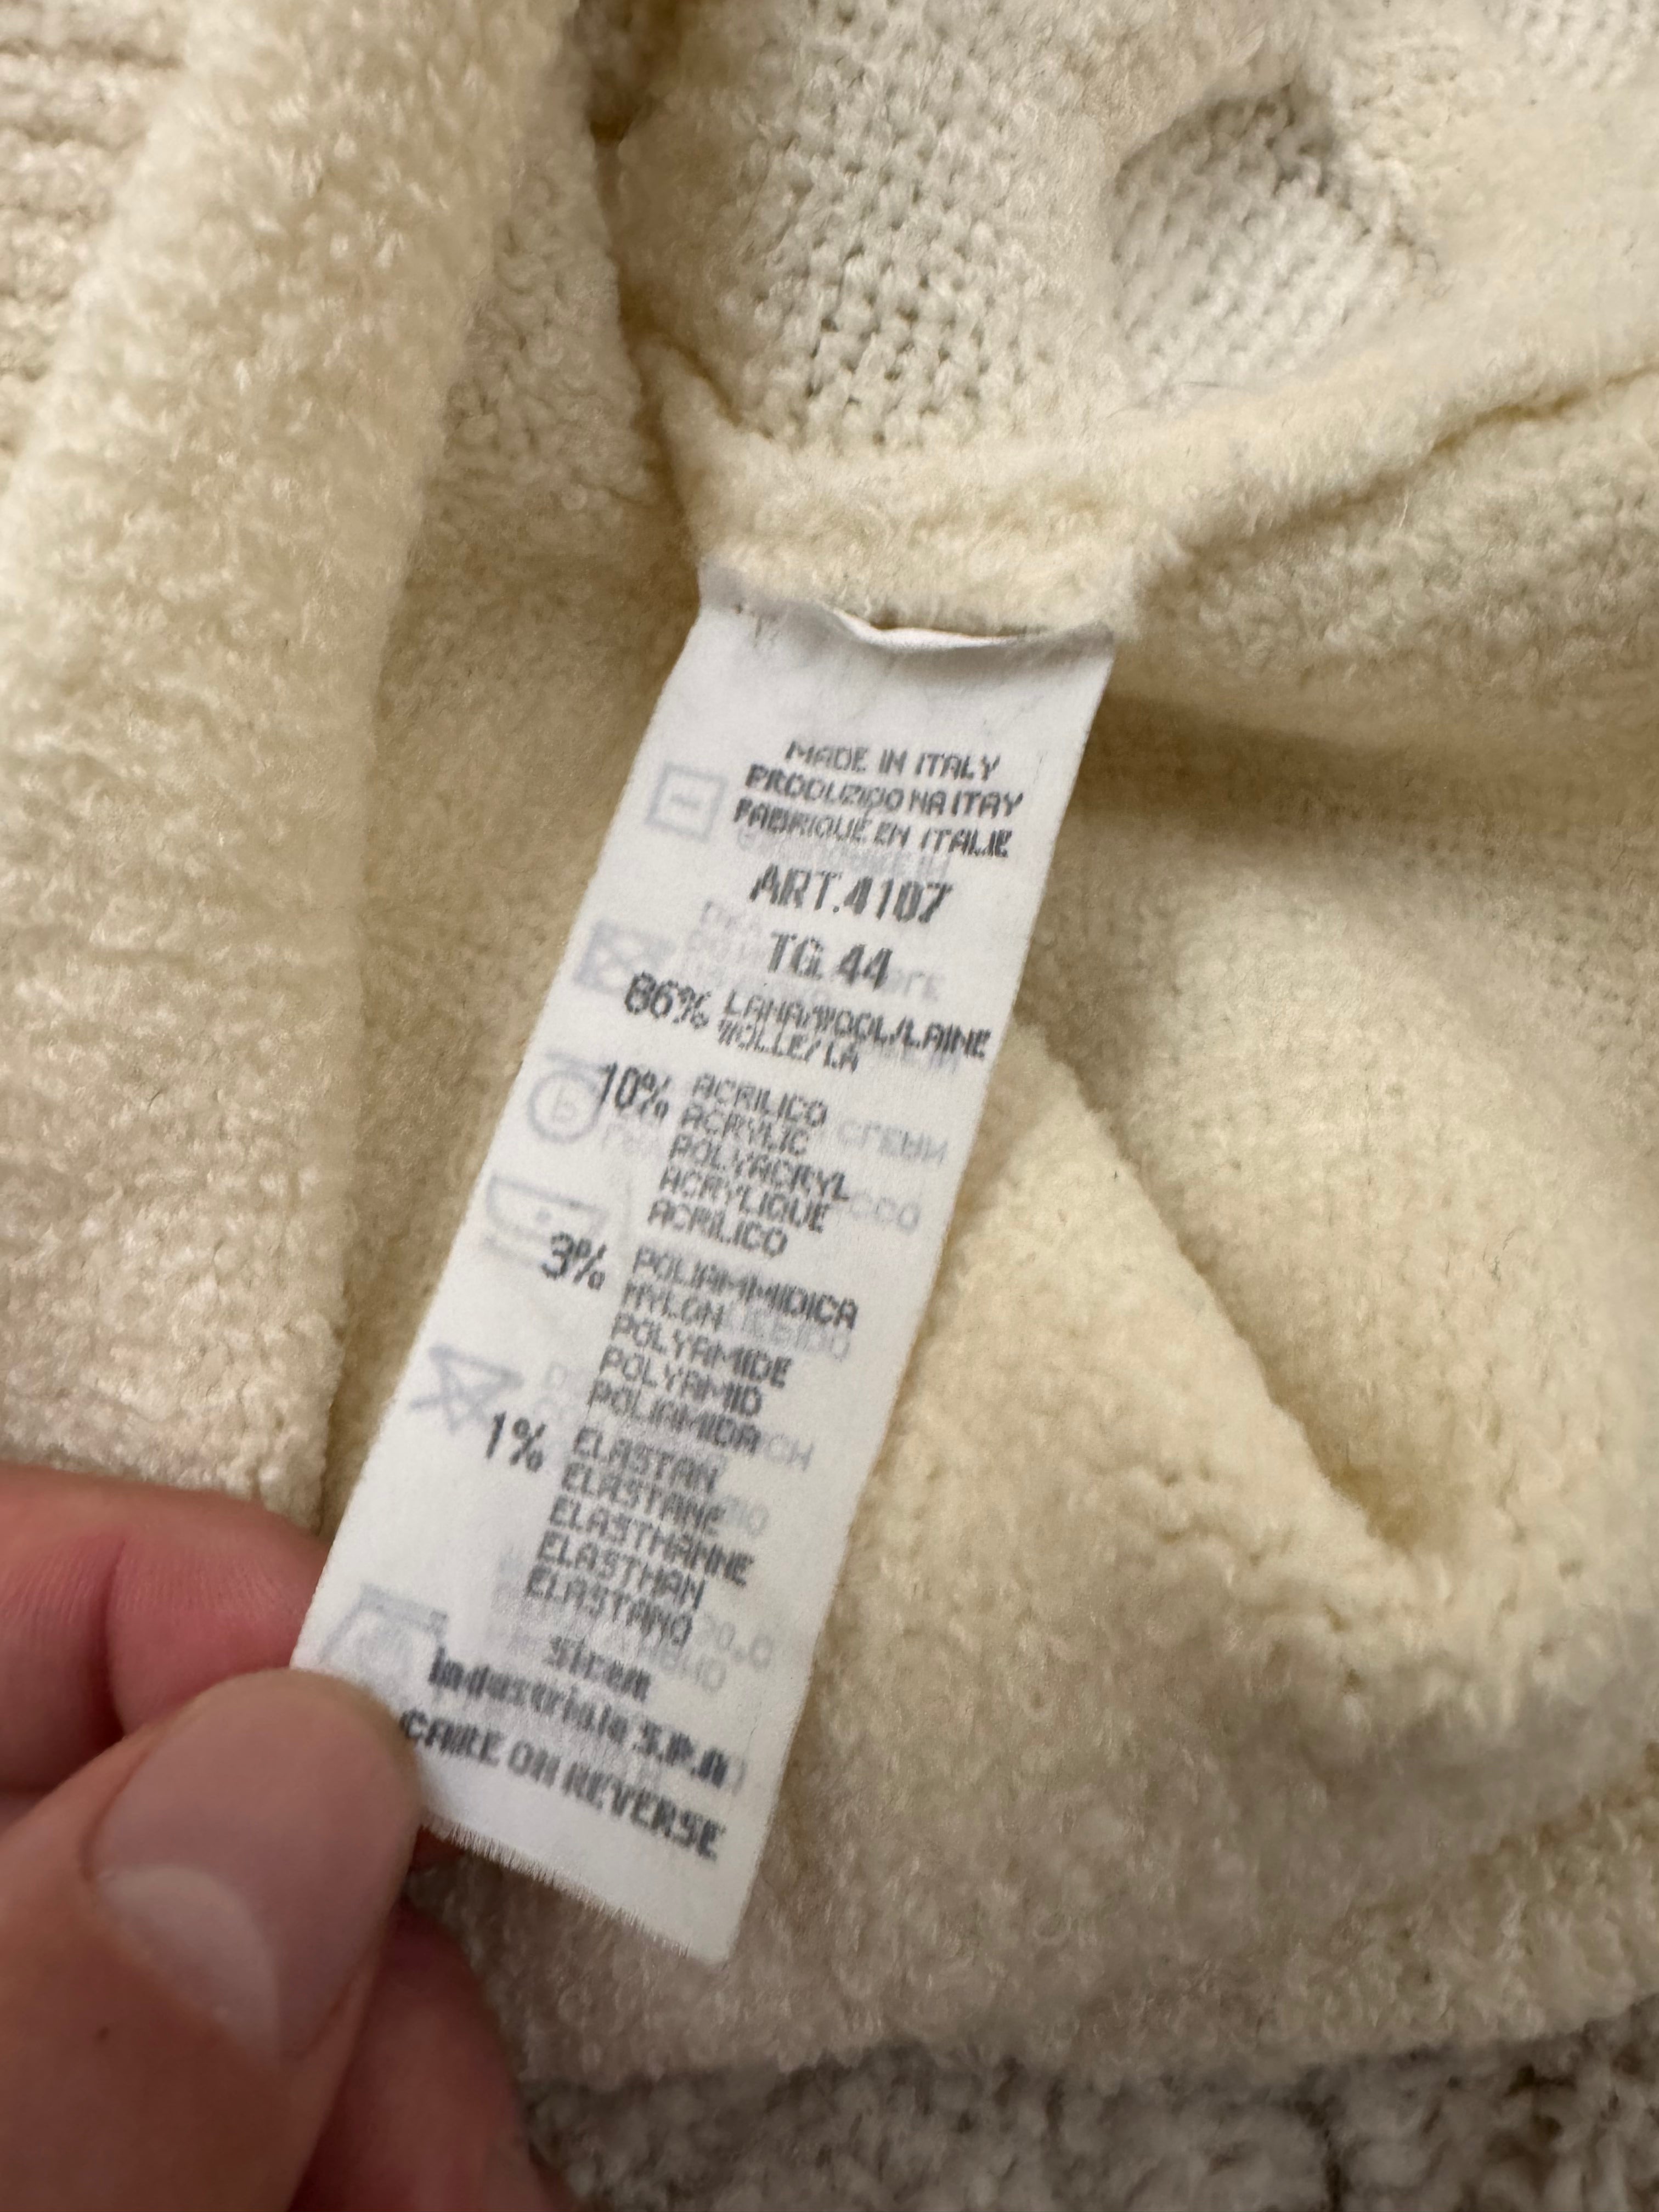 MADE IN ITALY
PRODUZIDO NA ITAY
FABRIQUÉ EN ITALIE
ART.4107
TG. 44
86% LANA/WOOL/LAINE
WOLLE/LA
10% ACRILICO
ACRYLIC
POLYACRYL
ACRYLIQUE
ACRILICO
3% POLIAMMIDICA
NYLON
POLYAMIDE
POLYAMID
POLIAMIDA
1% ELASTAN
ELASTANE
ELASTHANNE
ELASTHAN
ELASTANO
Sirem
Industriale S.P.A
CARE ON REVERSE